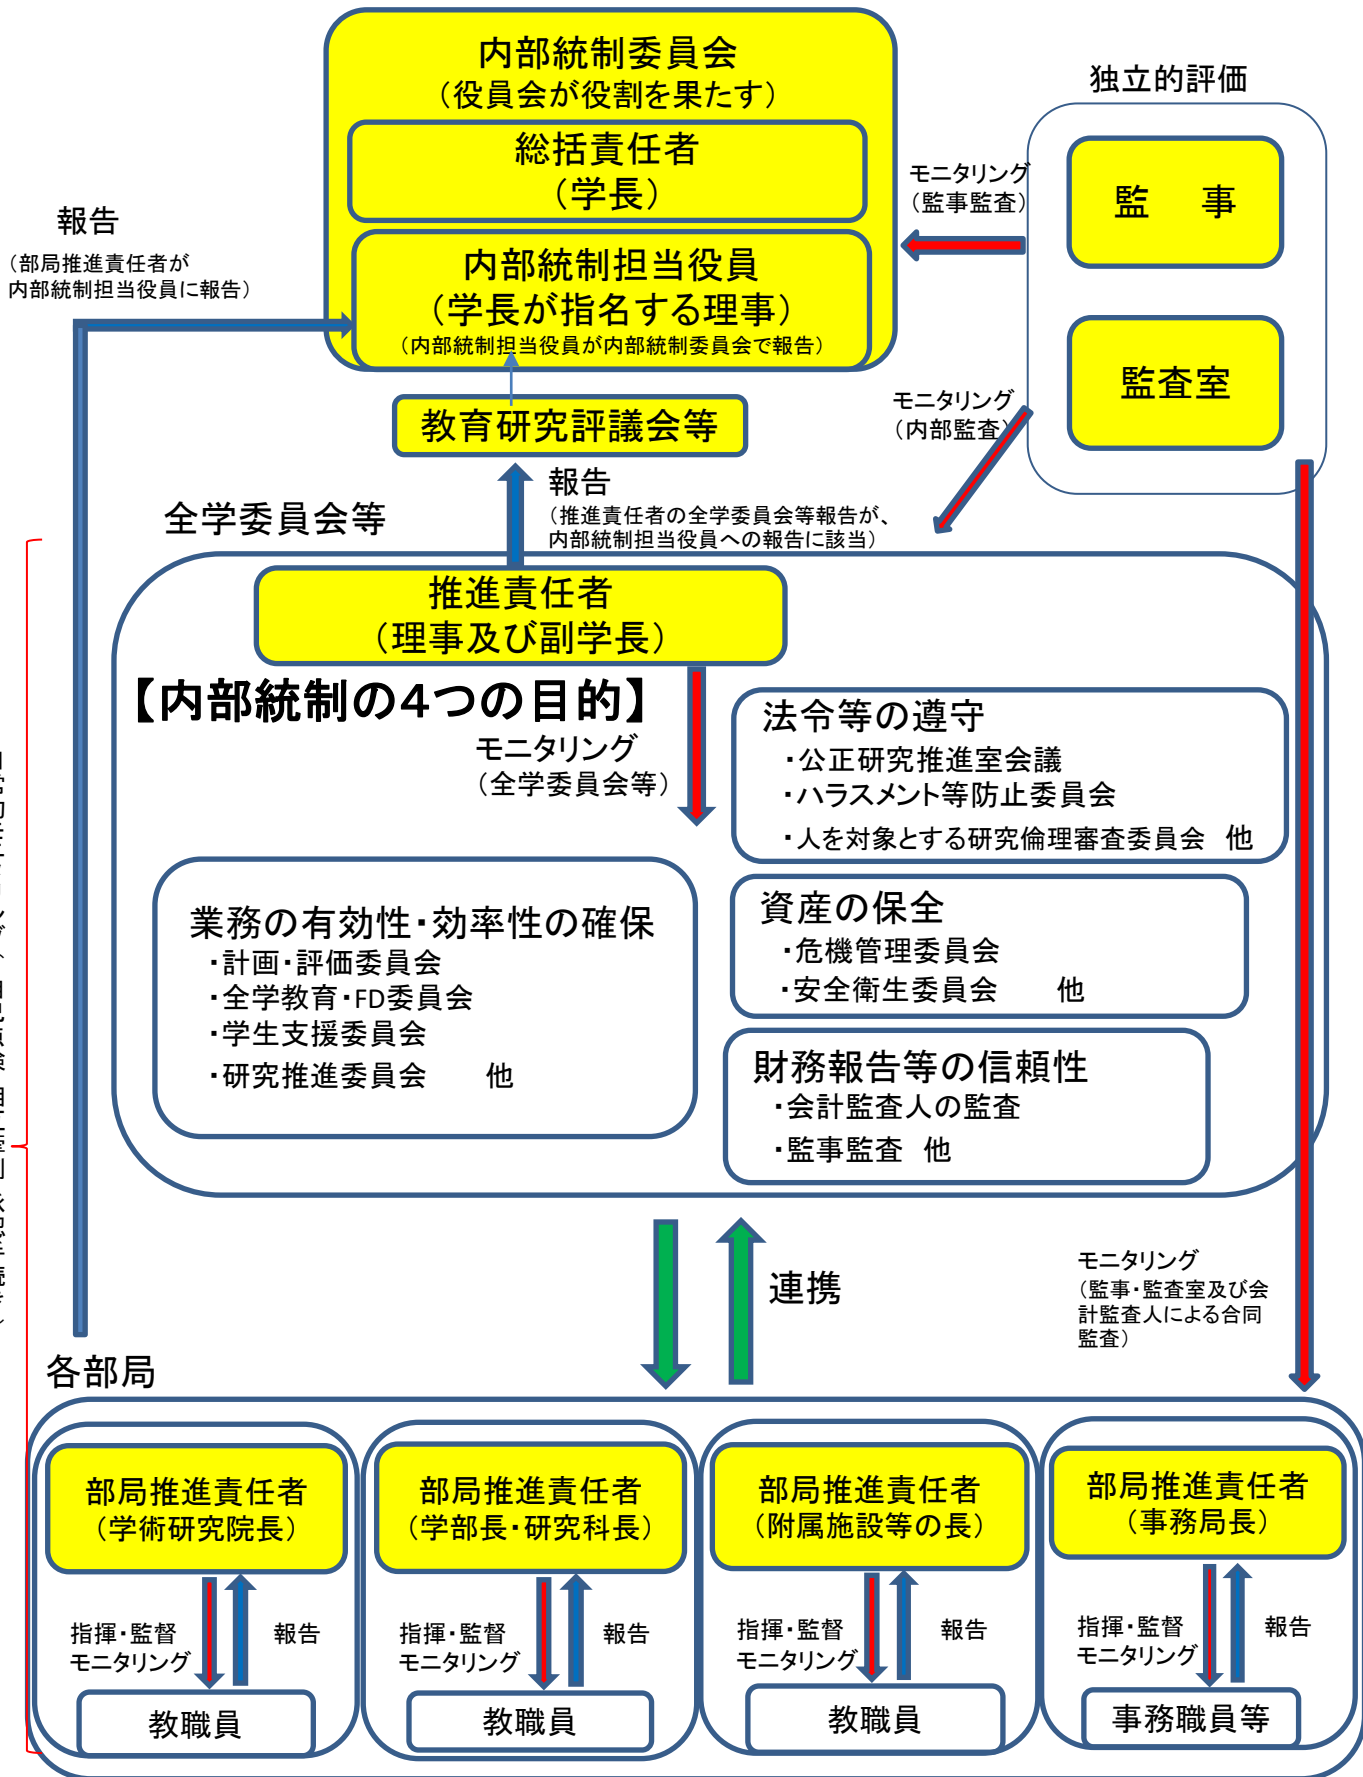 内部統制委員会
（役員会が役割を果たす）
総括責任者
（学長）
内部統制担当役員
（学長が指名する理事）
（内部統制担当役員が内部統制委員会で報告）
独立的評価
監　事
監査室
モニタリング
（監事監査）
モニタリング
（内部監査）
報告
（部局推進責任者が
内部統制担当役員に報告）
教育研究評議会等
報告
（推進責任者の全学委員会等報告が、
内部統制担当役員への報告に該当）
全学委員会等
推進責任者
（理事及び副学長）
【内部統制の4つの目的】
モニタリング
（全学委員会等）
法令等の遵守
・公正研究推進室会議
・ハラスメント等防止委員会
・人を対象とする研究倫理審査委員会　他
業務の有効性・効率性の確保
・計画・評価委員会
・全学教育・FD委員会
・学生支援委員会
・研究推進委員会　　他
資産の保全
・危機管理委員会
・安全衛生委員会　　他
財務報告等の信頼性
・会計監査人の監査
・監事監査　他
連携
モニタリング
（監事・監査室及び会
計監査人による合同
監査）
各部局
部局推進責任者
（学術研究院長）
指揮・監督
モニタリング
報告
教職員
部局推進責任者
（学部長・研究科長）
指揮・監督
モニタリング
報告
教職員
部局推進責任者
（附属施設等の長）
指揮・監督
モニタリング
報告
教職員
部局推進責任者
（事務局長）
指揮・監督
モニタリング
報告
事務職員等